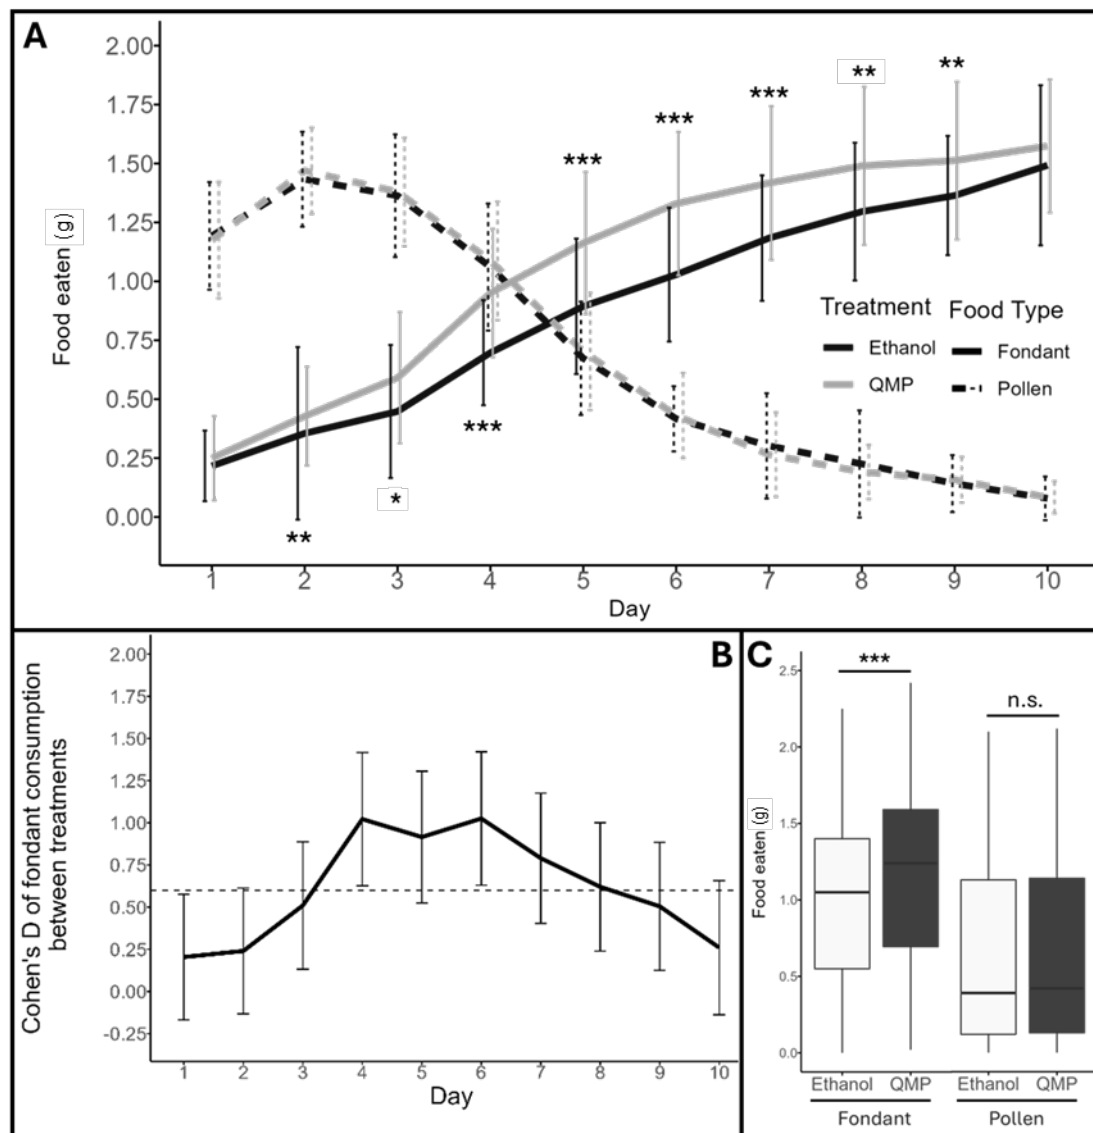 A
2.00
1.75
1.50
1.25
1.00
0.75
0.50
0.25
0.00
Food eaten (g)
**
*
***
***
***
***
**
**
Treatment
Ethanol
QMP
Food Type
Fondant
Pollen
1 2 3 4 5 6 7 8 9 10
Day
B
2.00
1.75
1.50
1.25
1.00
0.75
0.50
0.25
0.00
-0.25
Cohen's D of fondant consumption
between treatments
1 2 3 4 5 6 7 8 9 10
Day
C
2.5
2.0
1.5
1.0
0.5
0.0
Food eaten (g)
***
n.s.
Ethanol QMP Ethanol QMP
Fondant Pollen